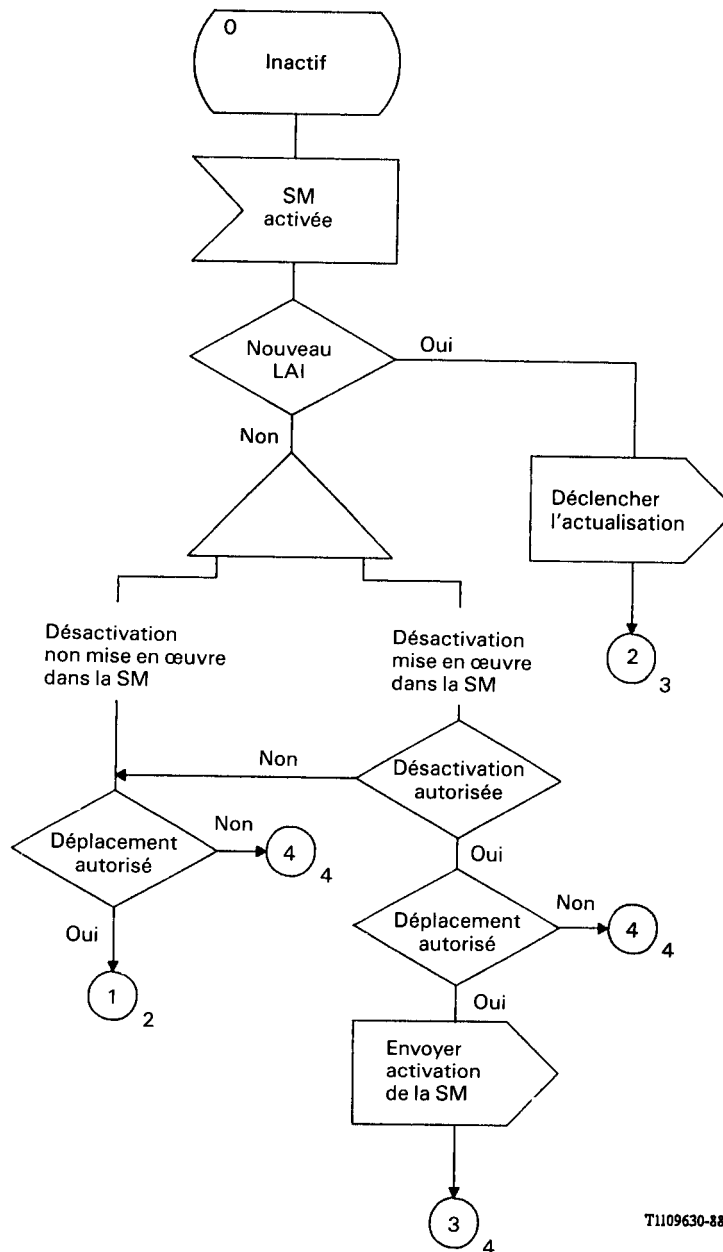 0
Inactif
SM
activée
Nouveau
LAI
Oui
Non
Déclencher
l'actualisation
2
3
Désactivation
non mise en œuvre
dans la SM
Désactivation
mise en œuvre
dans la SM
Non
Désactivation
autorisée
Oui
Déplacement
autorisé
Non
4
4
Oui
1
2
Déplacement
autorisé
Non
4
4
Oui
Envoyer
activation
de la SM
3
4
T1109630-88